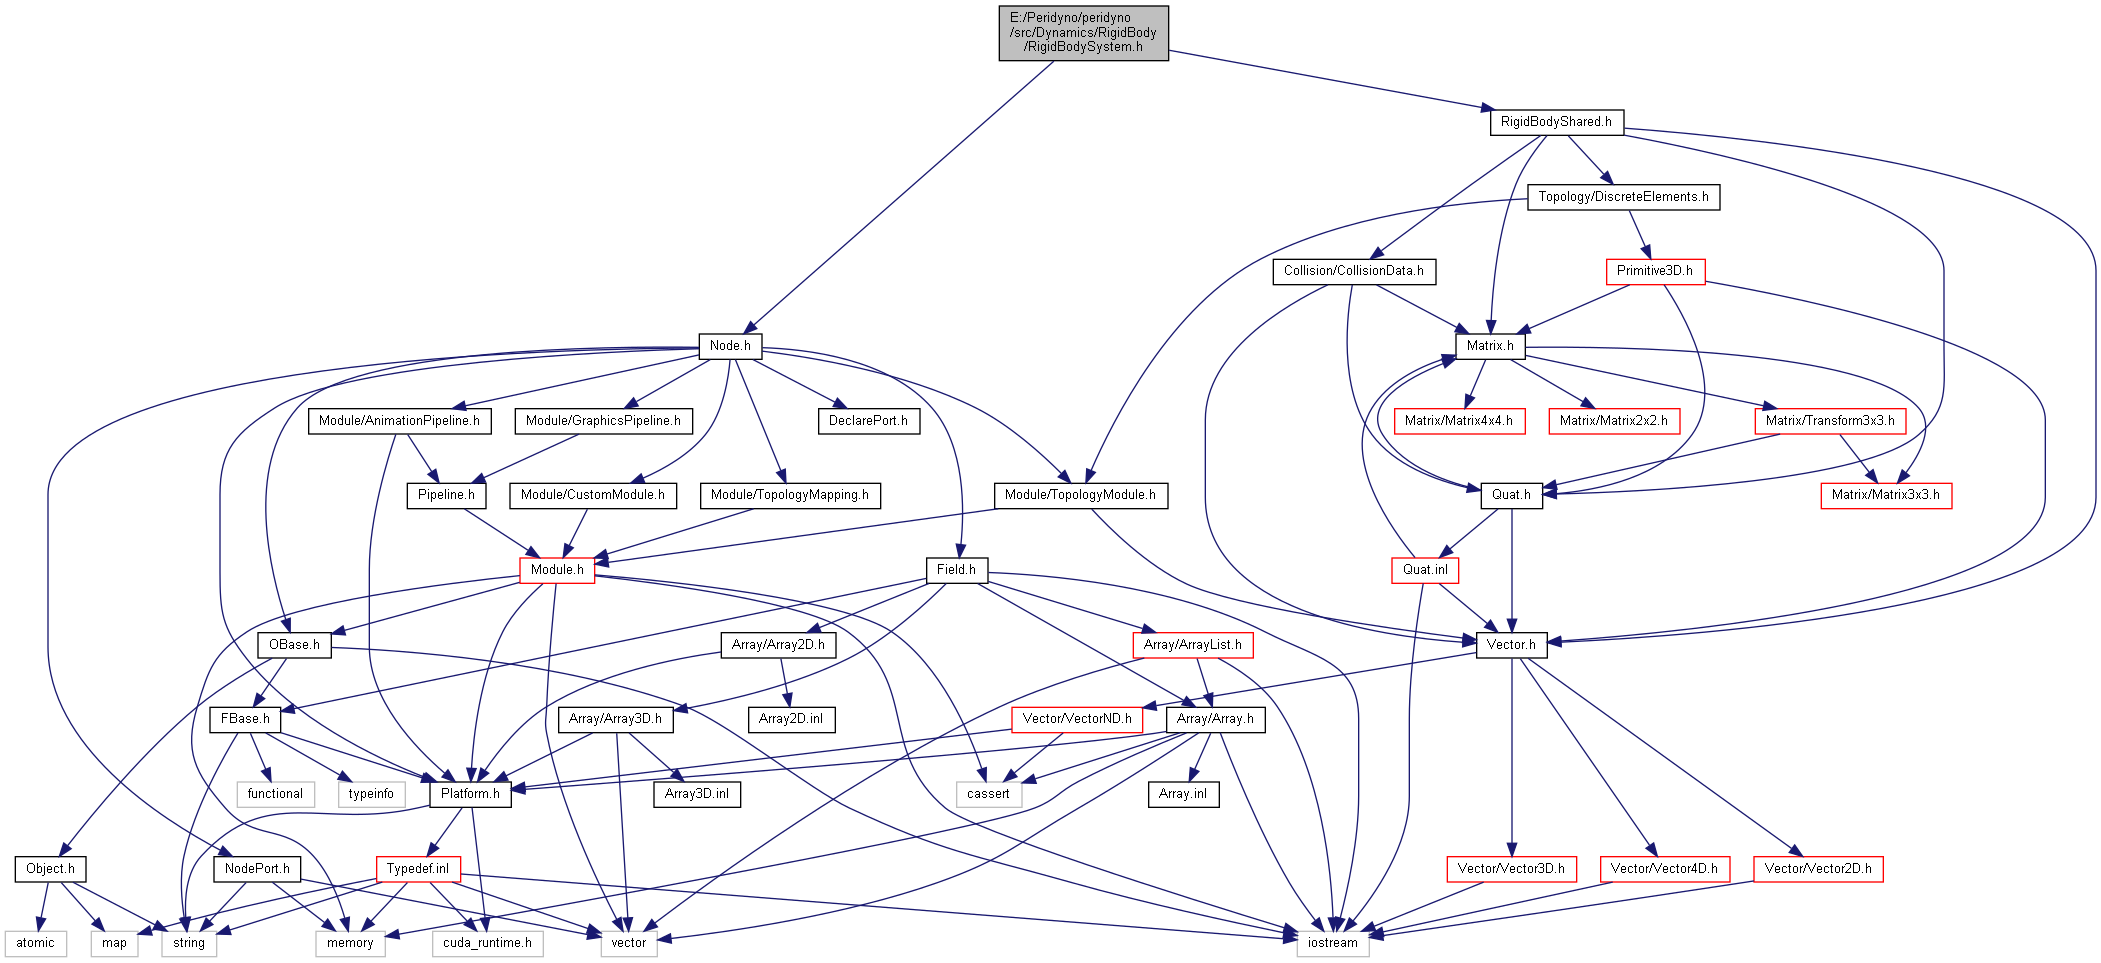 E:/Peridyno/peridyno
/src/Dynamics/RigidBody
/RigidBodySystem.h
RigidBodyShared.h
Topology/DiscreteElements.h
Collision/CollisionData.h
Primitive3D.h
Node.h
Matrix.h
Module/AnimationPipeline.h
Module/GraphicsPipeline.h
DeclarePort.h
Matrix/Matrix4x4.h
Matrix/Matrix2x2.h
Matrix/Transform3x3.h
Pipeline.h
Module/CustomModule.h
Module/TopologyMapping.h
Module/TopologyModule.h
Quat.h
Matrix/Matrix3x3.h
Module.h
Field.h
Quat.inl
OBase.h
Array/Array2D.h
Array/ArrayList.h
Vector.h
FBase.h
Array/Array3D.h
Array2D.inl
Vector/VectorND.h
Array/Array.h
functional
typeinfo
Platform.h
Array3D.inl
cassert
Array.inl
Object.h
NodePort.h
Typedef.inl
Vector/Vector3D.h
Vector/Vector4D.h
Vector/Vector2D.h
atomic
map
string
memory
cuda_runtime.h
vector
iostream